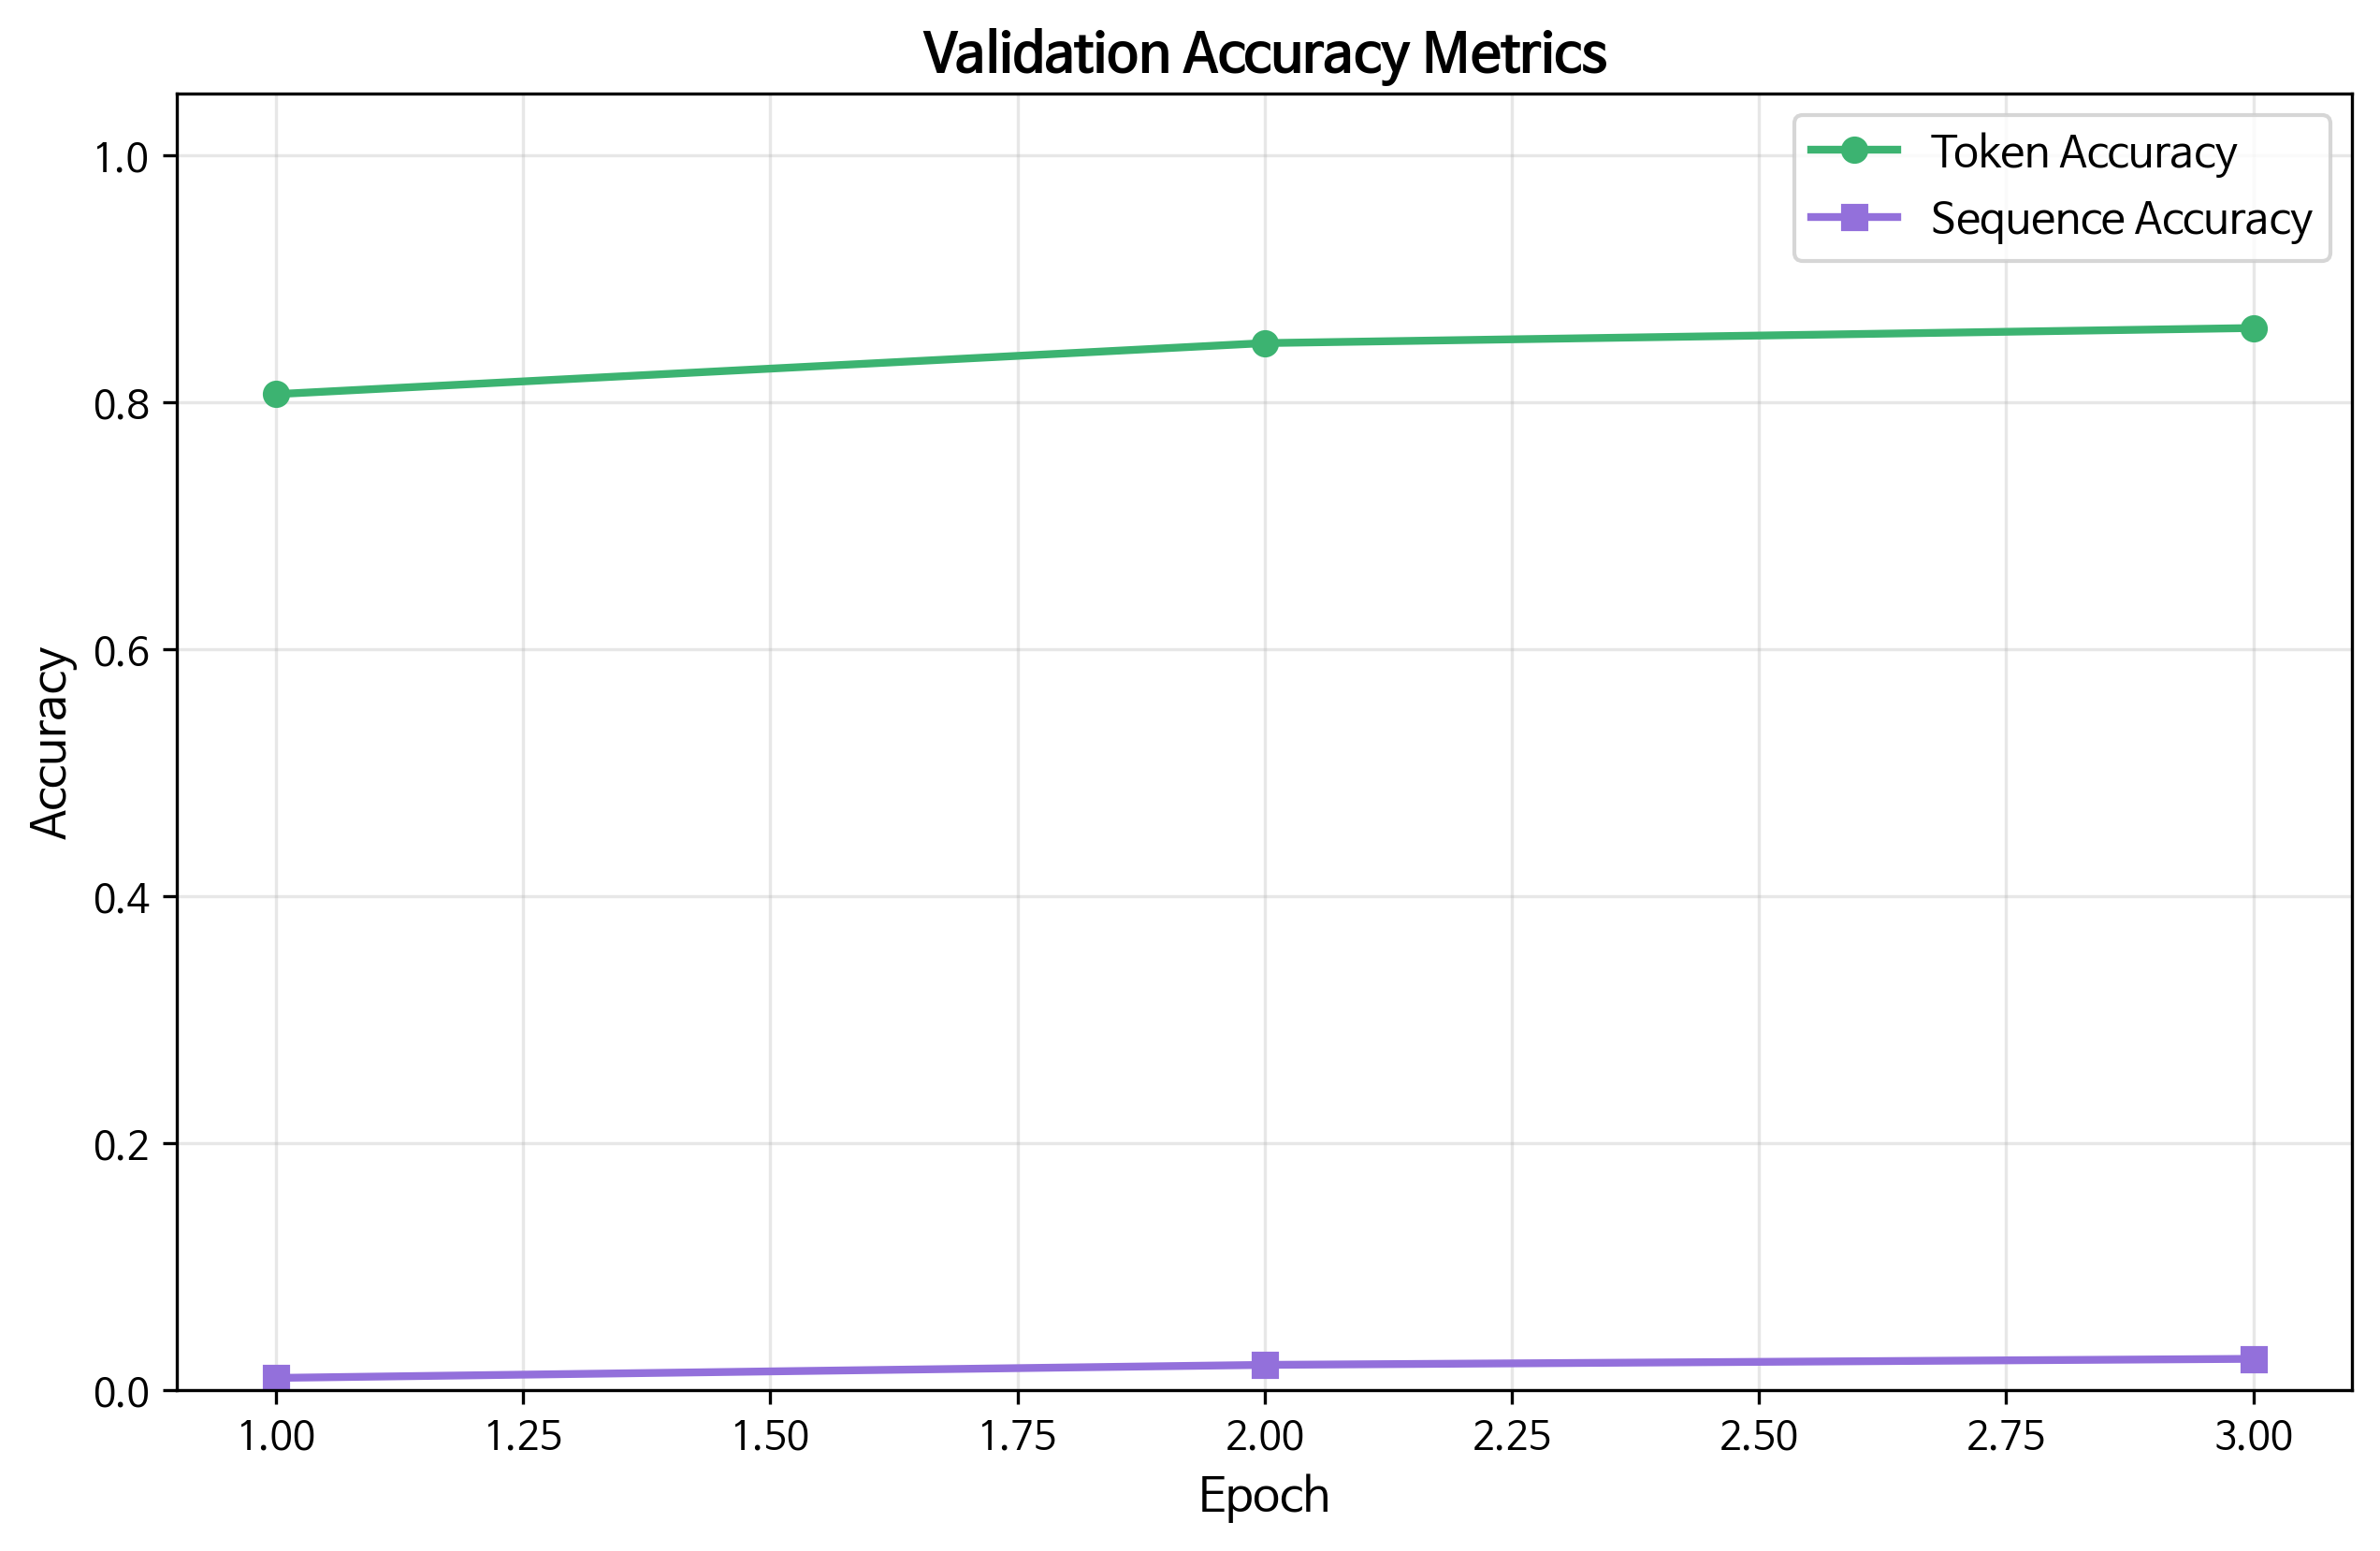 Validation Accuracy Metrics
Token Accuracy
Sequence Accuracy
Accuracy
1.0
0.8
0.6
0.4
0.2
0.0
1.00 1.25 1.50 1.75 2.00 2.25 2.50 2.75 3.00
Epoch